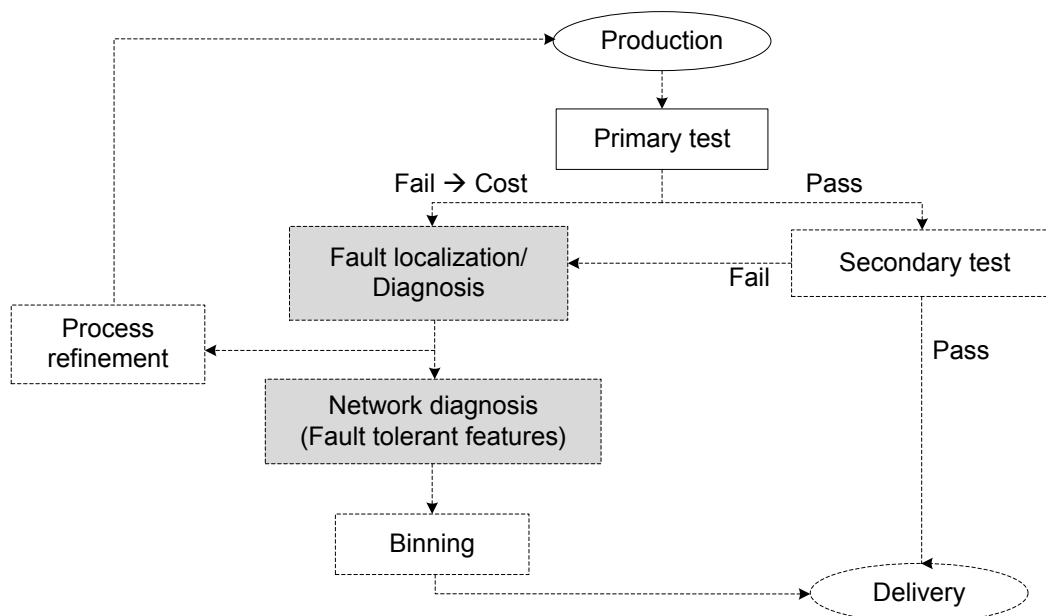 Production
Primary test
Fail → Cost
Pass
Fault localization/
Diagnosis
Fail
Secondary test
Process
refinement
Pass
Network diagnosis
(Fault tolerant features)
Binning
Delivery